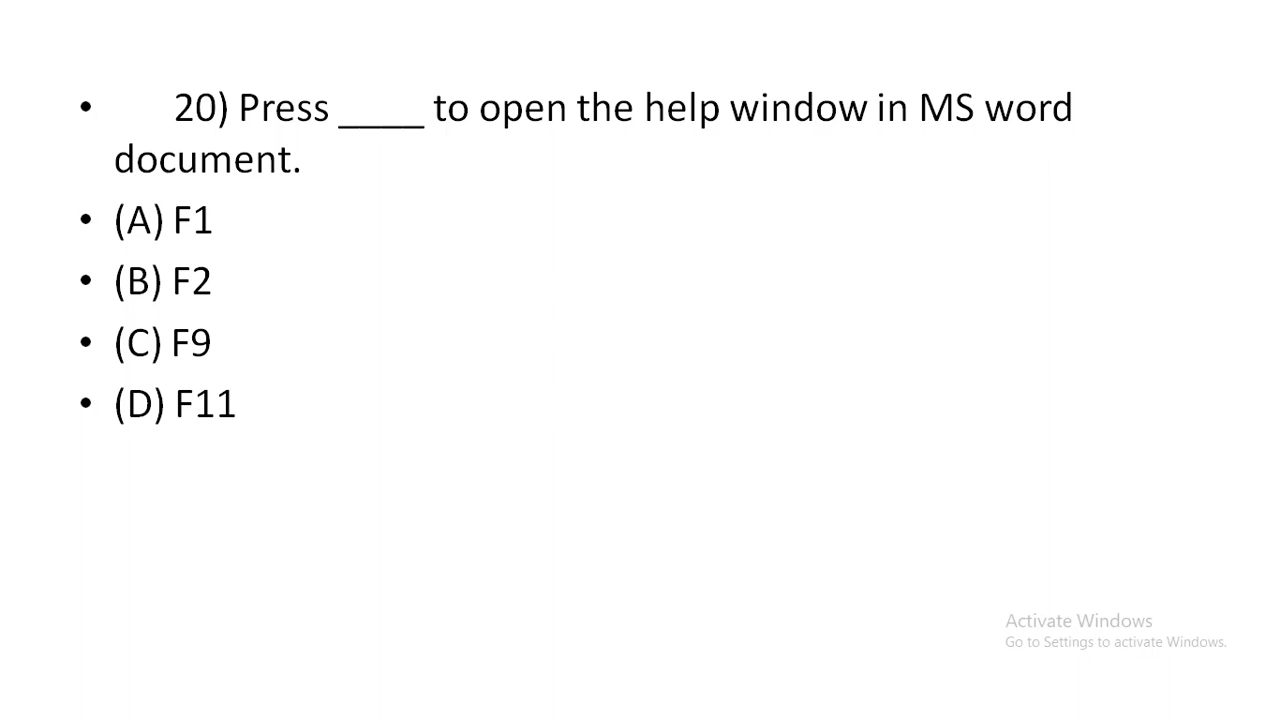 • 20) Press ____ to open the help window in MS word
document.
• (A) F1
• (B) F2
• (C) F9
• (D) F11
Activate Windows
Go to Settings to activate Windows.